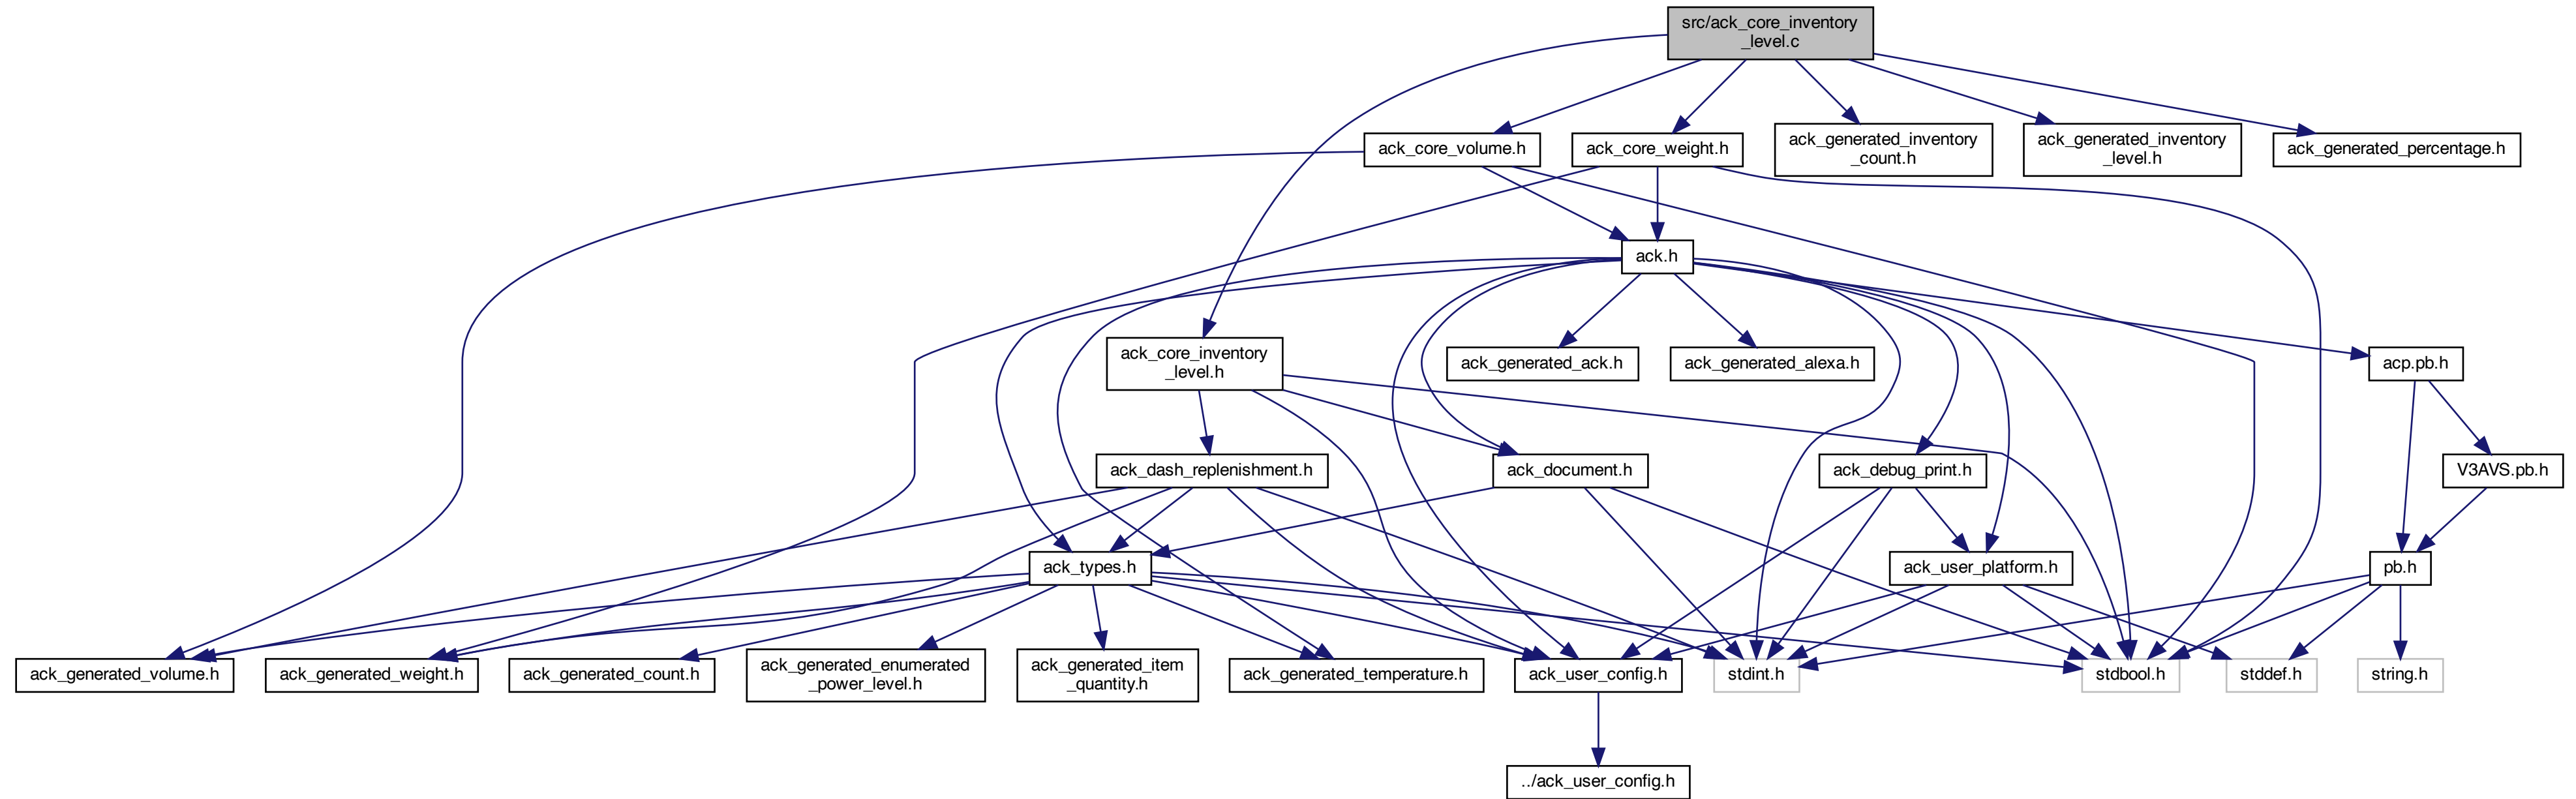 src/ack_core_inventory
_level.c
ack_core_volume.h
ack_core_weight.h
ack_generated_inventory
_count.h
ack_generated_inventory
_level.h
ack_generated_percentage.h
ack.h
ack_core_inventory
_level.h
ack_generated_ack.h
ack_generated_alexa.h
acp.pb.h
ack_dash_replenishment.h
ack_document.h
ack_debug_print.h
V3AVS.pb.h
ack_types.h
ack_user_platform.h
pb.h
ack_generated_volume.h
ack_generated_weight.h
ack_generated_count.h
ack_generated_enumerated
_power_level.h
ack_generated_item
_quantity.h
ack_generated_temperature.h
ack_user_config.h
stdint.h
stdbool.h
stddef.h
string.h
../ack_user_config.h